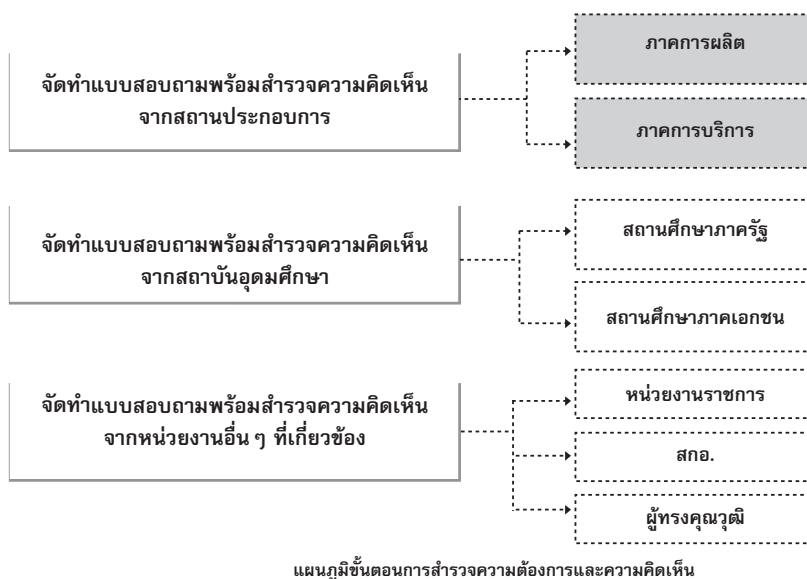 จัดทำแบบสอบถามพร้อมสำรวจความคิดเห็น
จากสถานประกอบการ
ภาคการผลิต
ภาคการบริการ
จัดทำแบบสอบถามพร้อมสำรวจความคิดเห็น
จากสถาบันอุดมศึกษา
สถานศึกษาภาครัฐ
สถานศึกษาภาคเอกชน
จัดทำแบบสอบถามพร้อมสำรวจความคิดเห็น
จากหน่วยงานอื่น ๆ ที่เกี่ยวข้อง
หน่วยงานราชการ
สกอ.
ผู้ทรงคุณวุฒิ
แผนภูมิขั้นตอนการสำรวจความต้องการและความคิดเห็น